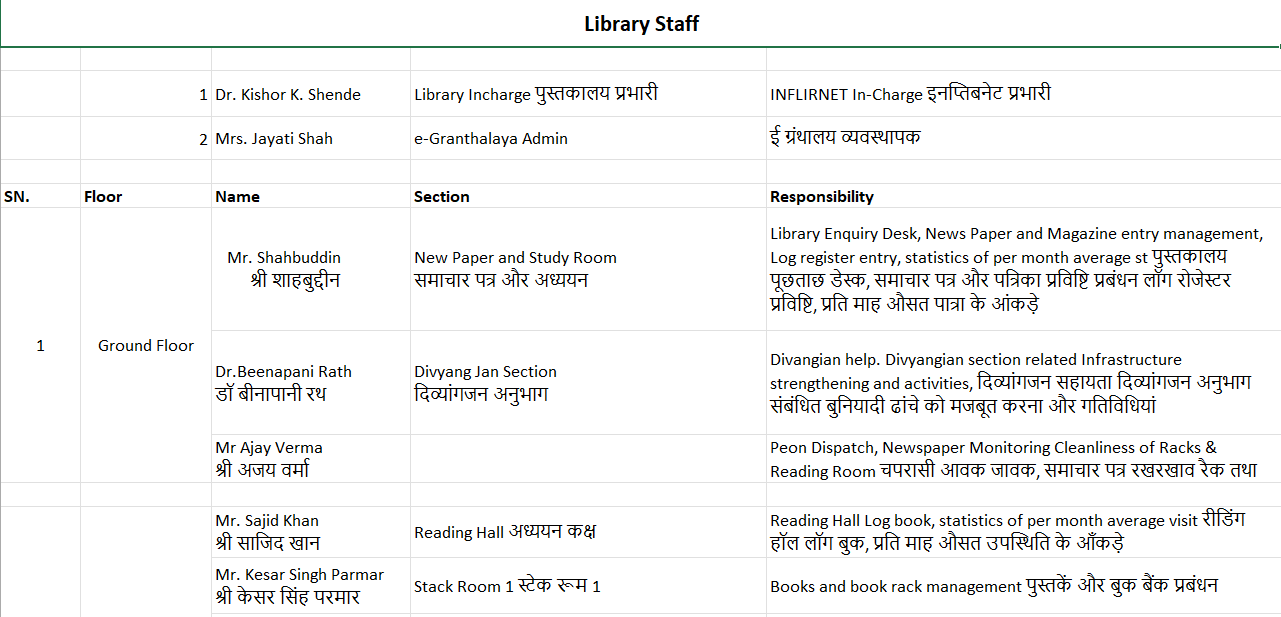 Library Staff
1 Dr. Kishor K. Shende Library Incharge पुस्तकालय प्रभारी INFLIRNET In-Charge इनप्तिबनेट प्रभारी
2 Mrs. Jayati Shah e-Granthalaya Admin ई ग्रंथालय व्यवस्थापक
SN. Floor Name Section Responsibility
1 Ground Floor
Mr. Shahbuddin
श्री शाहबुद्दीन
New Paper and Study Room
समाचार पत्र और अध्ययन
Library Enquiry Desk, News Paper and Magazine entry management,
Log register entry, statistics of per month average st पुस्तकालय
पूछताछ डेस्क, समाचार पत्र और पत्रिका प्रविष्टि प्रबंधन लॉग रोजेस्टर
प्रविष्टि, प्रति माह औसत पात्रा के आंकड़े
Dr.Beenapani Rath
डॉ बीनापानी रथ
Divyang Jan Section
दिव्यांगजन अनुभाग
Divangian help. Divyangian section related Infrastructure
strengthening and activities, दिव्यांगजन सहायता दिव्यांगजन अनुभाग
संबंधित बुनियादी ढांचे को मजबूत करना और गतिविधियां
Mr Ajay Verma
श्री अजय वर्मा
Peon Dispatch, Newspaper Monitoring Cleanliness of Racks &
Reading Room चपरासी आवक जावक, समाचार पत्र रखरखाव रैक तथा
Mr. Sajid Khan
श्री साजिद खान
Reading Hall अध्ययन कक्ष
Reading Hall Log book, statistics of per month average visit रीडिंग
हॉल लॉग बुक, प्रति माह औसत उपस्थिति के आँकड़े
Mr. Kesar Singh Parmar
श्री केसर सिंह परमार
Stack Room 1 स्टेक रूम 1
Books and book rack management पुस्तकें और बुक बैंक प्रबंधन